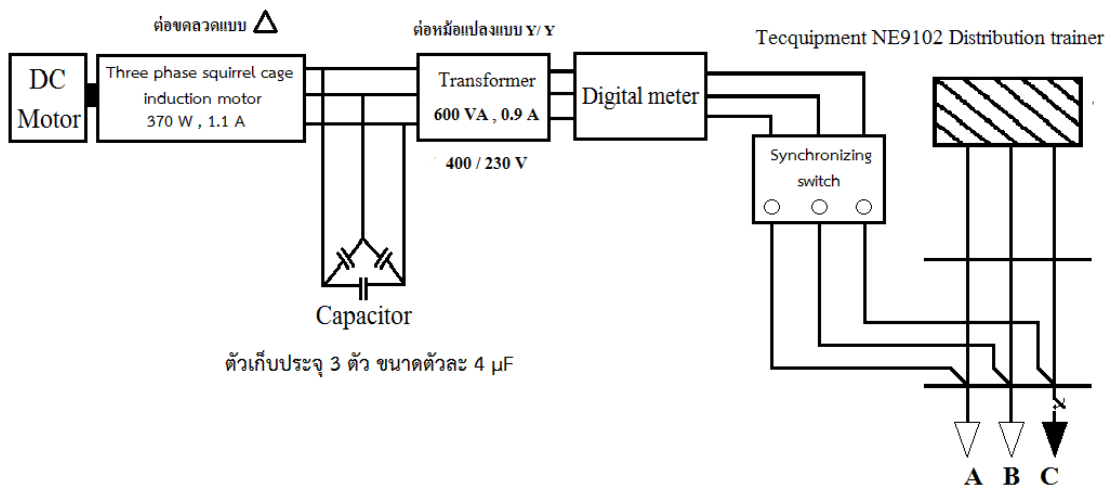 ต่อขดลวดแบบ △
ต่อหม้อแปลงแบบ Y/ Y
Tecquipment NE9102 Distribution trainer
DC
Motor
Three phase squirrel cage
induction motor
370 W , 1.1 A
Transformer
600 VA , 0.9 A
400 / 230 V
Digital meter
Synchronizing
switch
Capacitor
ตัวเก็บประจุ 3 ตัว ขนาดตัวละ 4 µF
A B C